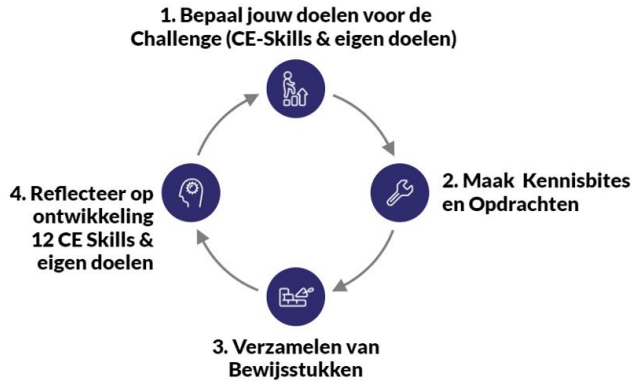 1. Bepaal jouw doelen voor de
Challenge (CE-Skills & eigen doelen)
2. Maak Kennisbites
en Opdrachten
3. Verzamelen van
Bewijsstukken
4. Reflecteer op
ontwikkeling
12 CE Skills &
eigen doelen